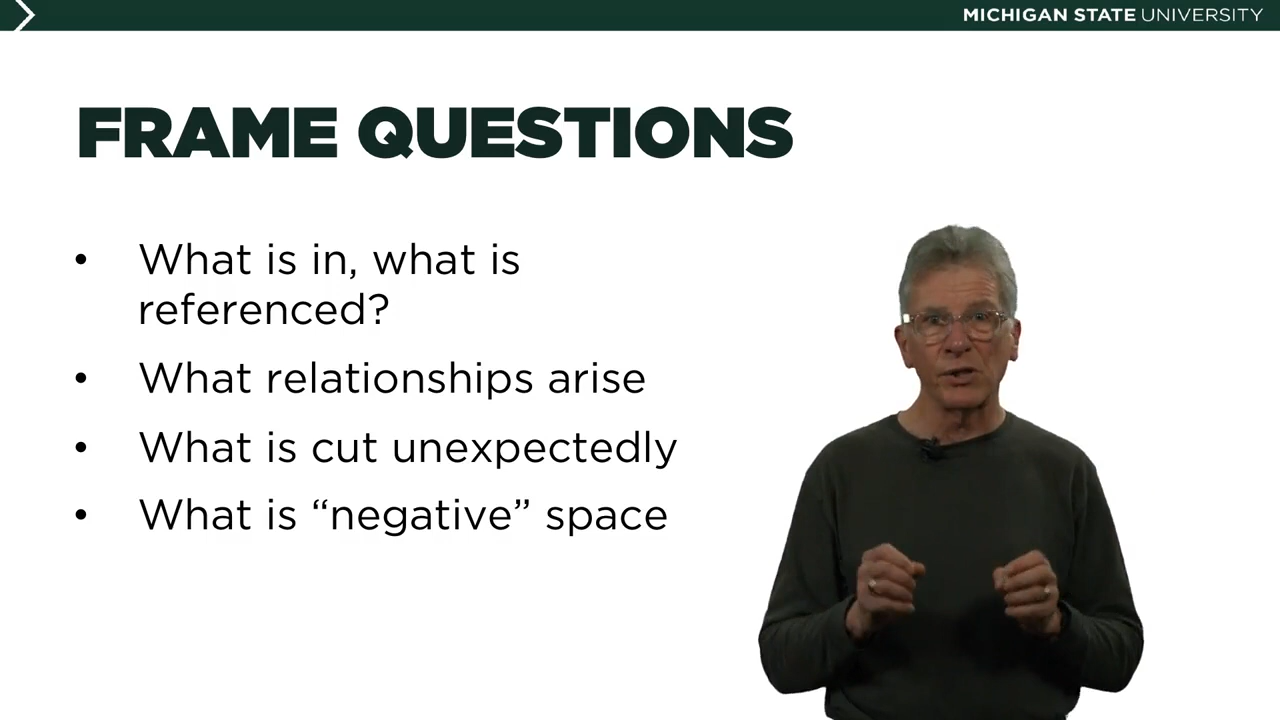 MICHIGAN STATE UNIVERSITY
FRAME QUESTIONS
• What is in, what is
referenced?
• What relationships arise
• What is cut unexpectedly
• What is “negative” space